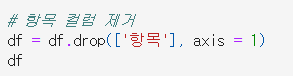 # 항목 컬럼 제거
df = df.drop(['항목'], axis = 1)
df